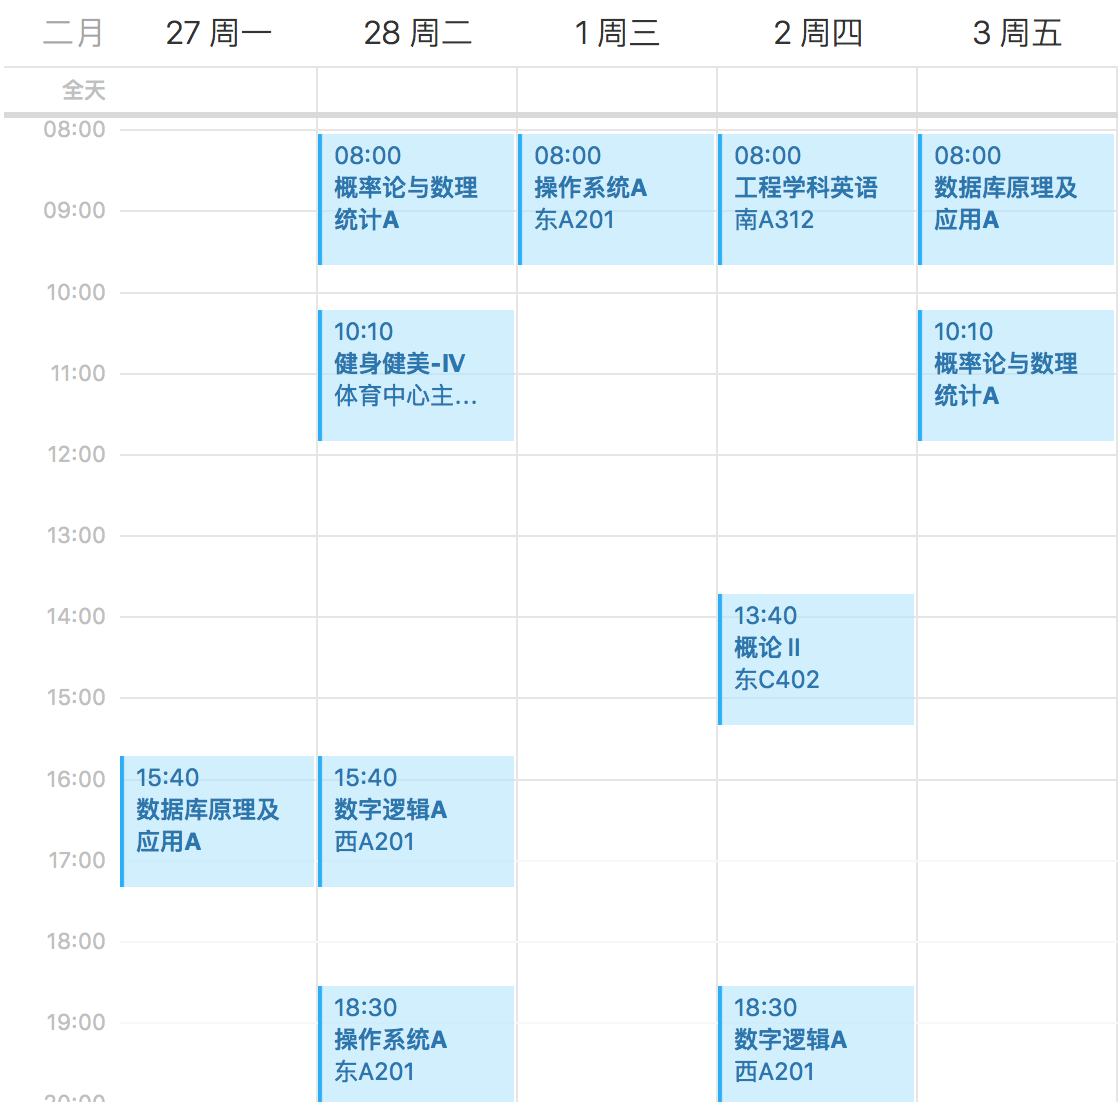 二月 27 周一 28 周二 1 周三 2 周四 3 周五
全天
08:00
09:00
10:00
11:00
12:00
13:00
14:00
15:00
16:00
17:00
18:00
19:00
20:00
15:40
数据库原理及
应用A
08:00
概率论与数理
统计A
10:10
健身健美-IV
体育中心主…
15:40
数字逻辑A
西A201
18:30
操作系统A
东A201
08:00
操作系统A
东A201
08:00
工程学科英语
南A312
13:40
概论 II
东C402
18:30
数字逻辑A
西A201
08:00
数据库原理及
应用A
10:10
概率论与数理
统计A